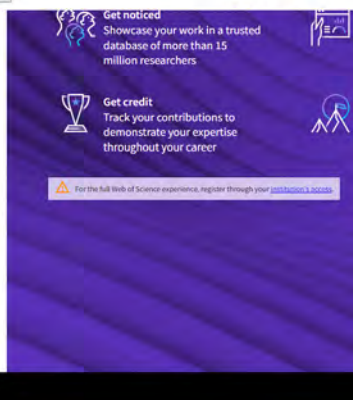 Get noticed
Showcase your work in a trusted
database of more than 15
million researchers
Get credit
Track your contributions to
demonstrate your expertise
throughout your career
For the full Web of Science experience, register through your institution's access.